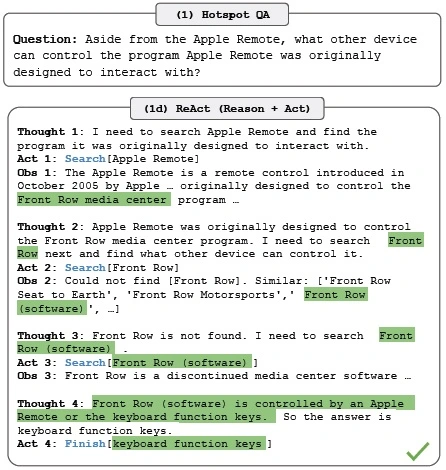 (1) Hotspot QA
Question: Aside from the Apple Remote, what other device
can control the program Apple Remote was originally
designed to interact with?
(1d) ReAct (Reason + Act)
Thought 1: I need to search Apple Remote and find the
program it was originally designed to interact with.
Act 1: Search[Apple Remote]
Obs 1: The Apple Remote is a remote control introduced in
October 2005 by Apple … originally designed to control the
Front Row media center program …
Thought 2: Apple Remote was originally designed to control
the Front Row media center program. I need to search Front
Row next and find what other device can control it.
Act 2: Search[Front Row]
Obs 2: Could not find [Front Row]. Similar: ['Front Row
Seat to Earth', 'Front Row Motorsports',' Front Row
(software)', …]
Thought 3: Front Row is not found. I need to search Front
Row (software) .
Act 3: Search[Front Row (software)]
Obs 3: Front Row is a discontinued media center software …
Thought 4: Front Row (software) is controlled by an Apple
Remote or the keyboard function keys. So the answer is
keyboard function keys.
Act 4: Finish[keyboard function keys]